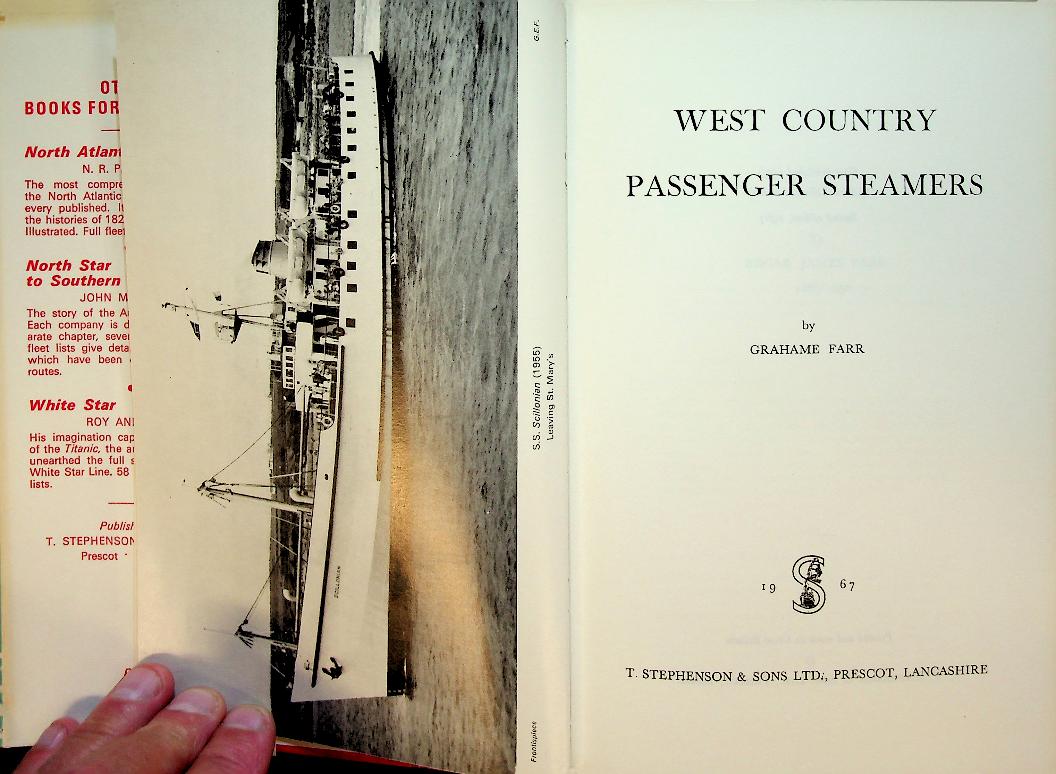 OT
BOOKS FOR
North Atlant
N. R. P
The most compre
the North Atlantic
every published. I
the histories of 182
Illustrated. Full flee
North Star
to Southern
JOHN M
The story of the A
Each company is d
arate chapter, seve
fleet lists give deta
which have been
routes.
White Star
ROY AN
His imagination cap
of the Titanic, the a
unearthed the full s
White Star Line. 58
lists.
Publis
T. STEPHENSON
Prescot
G.E.F.
S.S. Scillonian (1955)
Leaving St. Mary's
Frontispiece
SCILLONIAN
WEST COUNTRY
PASSENGER STEAMERS
by
GRAHAME FARR
19 67
T. STEPHENSON & SONS LTD., PRESCOT, LANCASHIRE